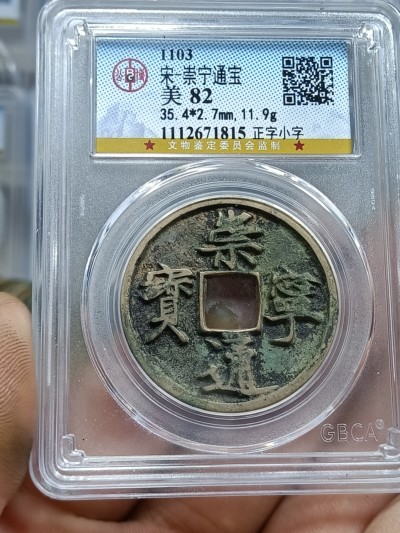 1103
宋·崇宁通宝
美 82
35.4*2.7mm,11.9g
1112671815 正字小字
★ 文物鉴定委员会监制 ★
崇
寶 寧
通
GBCA®